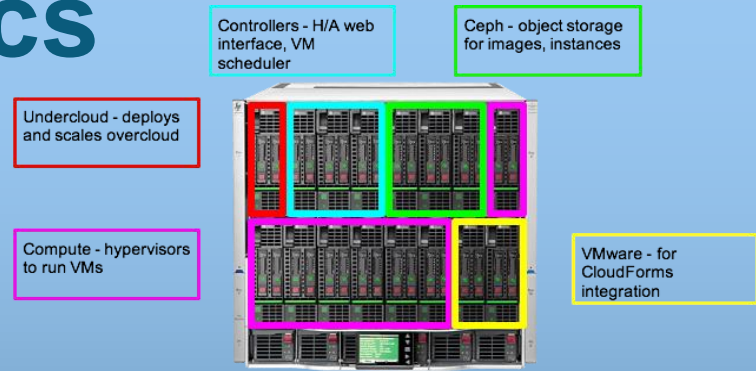 cs
Controllers - H/A web
interface, VM
scheduler
Ceph - object storage
for images, instances
Undercloud - deploys
and scales overcloud
Compute - hypervisors
to run VMs
VMware - for
CloudForms
integration